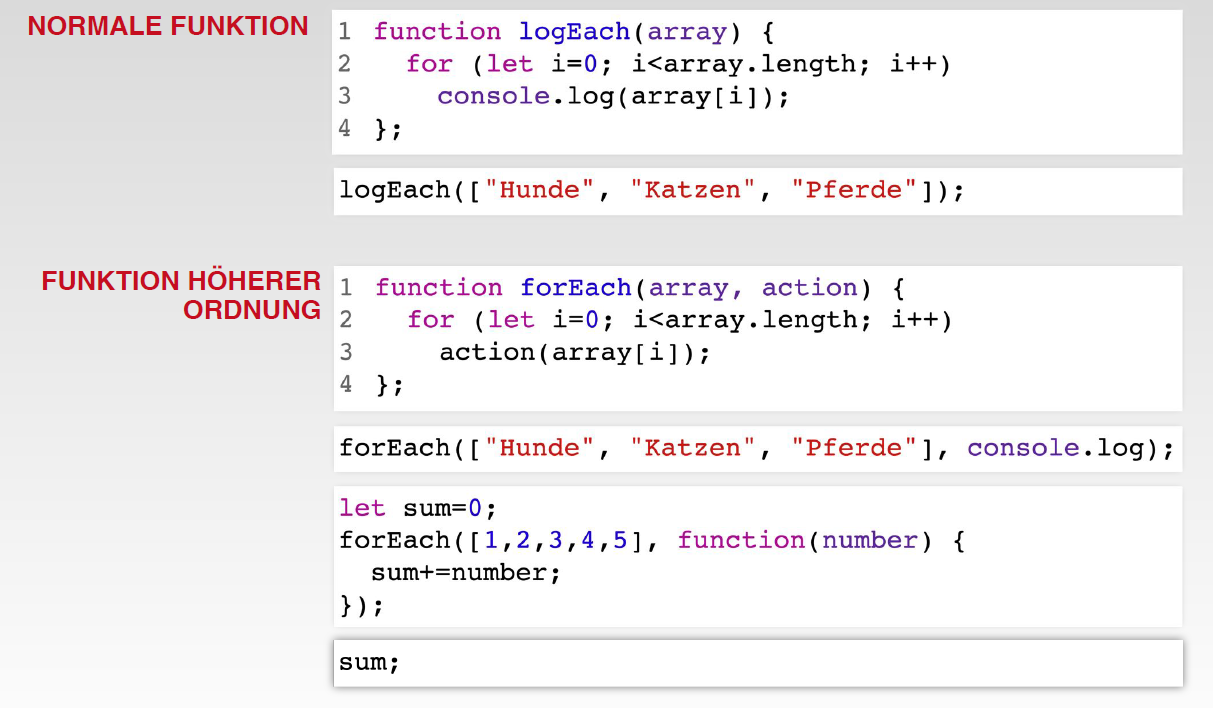 NORMALE FUNKTION
1 function logEach(array) {
2   for (let i=0; i<array.length; i++)
3     console.log(array[i]);
4 };
logEach(["Hunde", "Katzen", "Pferde"]);
FUNKTION HÖHERER
ORDNUNG
1 function forEach(array, action) {
2   for (let i=0; i<array.length; i++)
3     action(array[i]);
4 };
forEach(["Hunde", "Katzen", "Pferde"], console.log);
let sum=0;
forEach([1,2,3,4,5], function(number) {
  sum+=number;
});
sum;